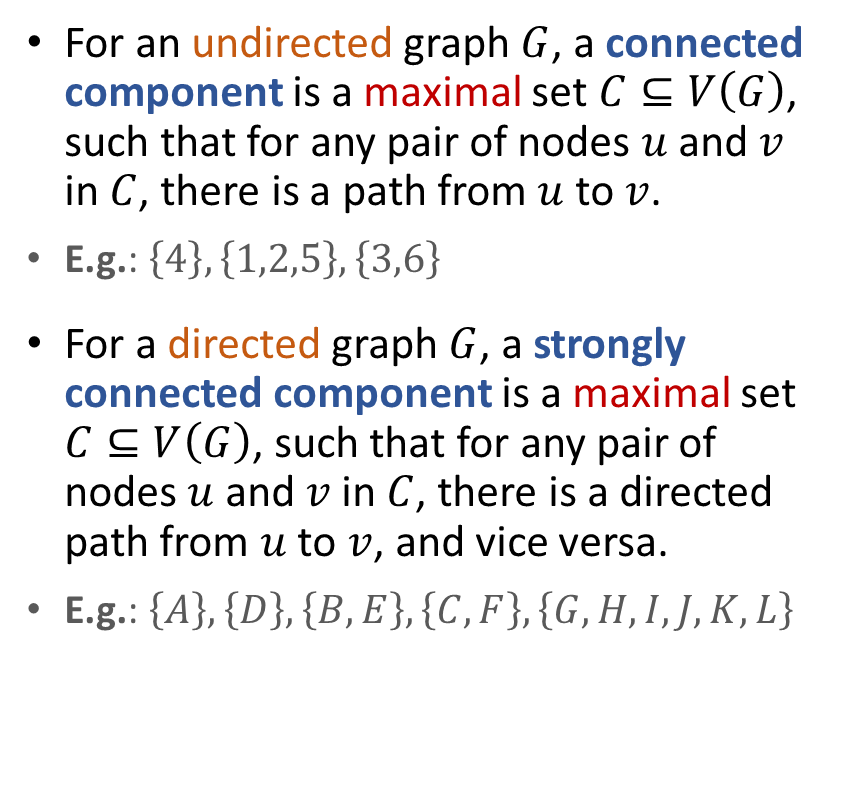 • For an undirected graph G, a connected
component is a maximal set C ⊆ V(G),
such that for any pair of nodes u and v
in C, there is a path from u to v.
• E.g.: {4}, {1,2,5}, {3,6}
• For a directed graph G, a strongly
connected component is a maximal set
C ⊆ V(G), such that for any pair of
nodes u and v in C, there is a directed
path from u to v, and vice versa.
• E.g.: {A}, {D}, {B, E}, {C, F}, {G, H, I, J, K, L}